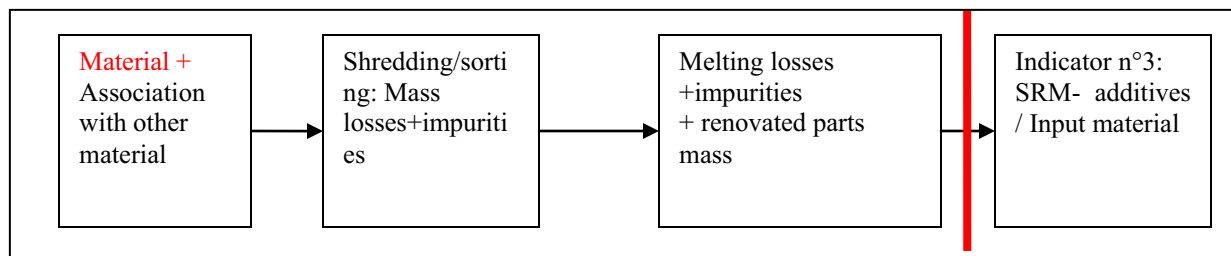 Material +
Association
with other
material
Shredding/sorti
ng: Mass
losses+impuriti
es
Melting losses
+impurities
+ renovated parts
mass
Indicator n°3:
SRM- additives
/ Input material